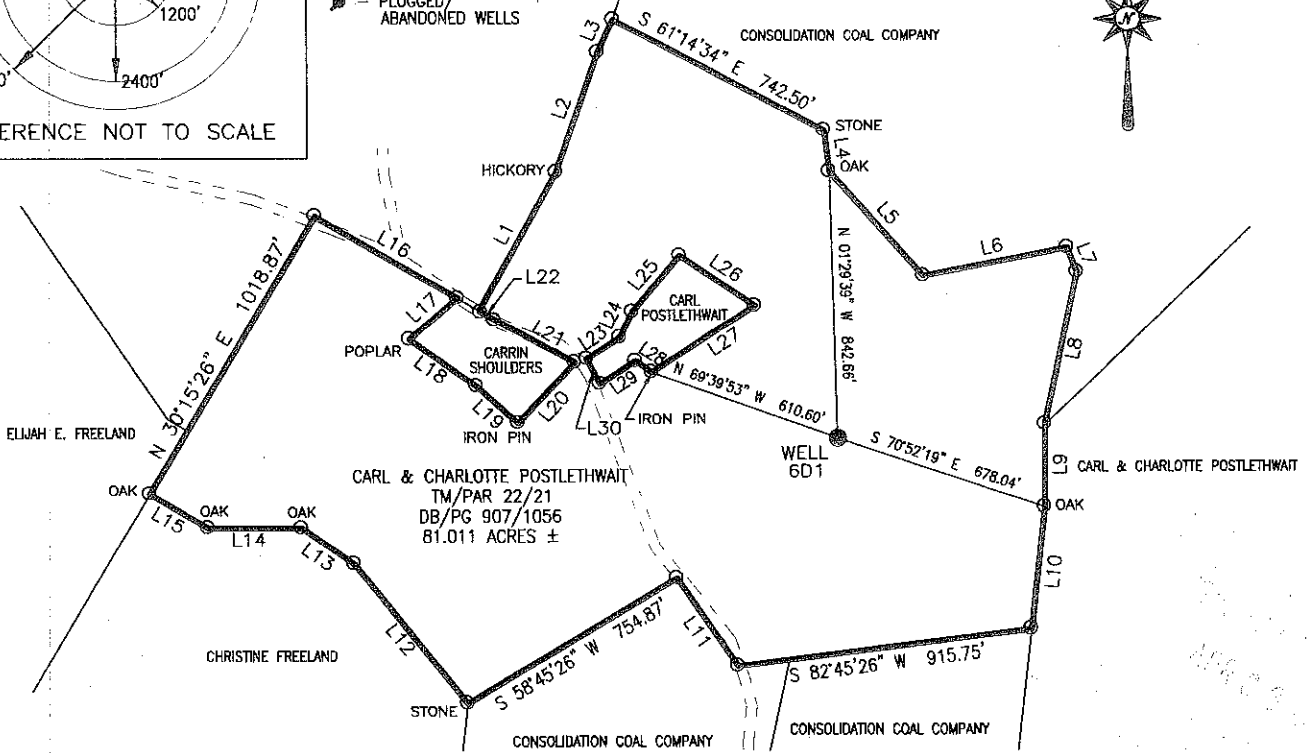 1200'
2400'
0'
ERENCE NOT TO SCALE
- PLUGGED/
ABANDONED WELLS
N
CONSOLIDATION COAL COMPANY
S 61°14'34" E 742.50'
STONE
L3
L2
L4
OAK
HICKORY
L1
L5
L6
L7
L8
N 01°29'39" W 842.66'
L16
L22
L25
L26
CARL
POSTLETHWAIT
L24
L27
L17
L21
L23
L28
POPLAR
CARRIN
SHOULDERS
L18
L29
N 69°39'53" W 610.60'
L19
L20
IRON PIN
L30
IRON PIN
N 30°15'26" E 1018.87'
ELIJAH E. FREELAND
WELL
6D1
S 70°52'19" E 678.04'
L9
CARL & CHARLOTTE POSTLETHWAIT
CARL & CHARLOTTE POSTLETHWAIT
TM/PAR 22/21
DB/PG 907/1056
81.011 ACRES ±
OAK
OAK
L15
OAK
OAK
L14
L13
L10
L12
L11
CHRISTINE FREELAND
S 58°45'26" W 754.87'
S 82°45'26" W 915.75'
STONE
CONSOLIDATION COAL COMPANY
CONSOLIDATION COAL COMPANY